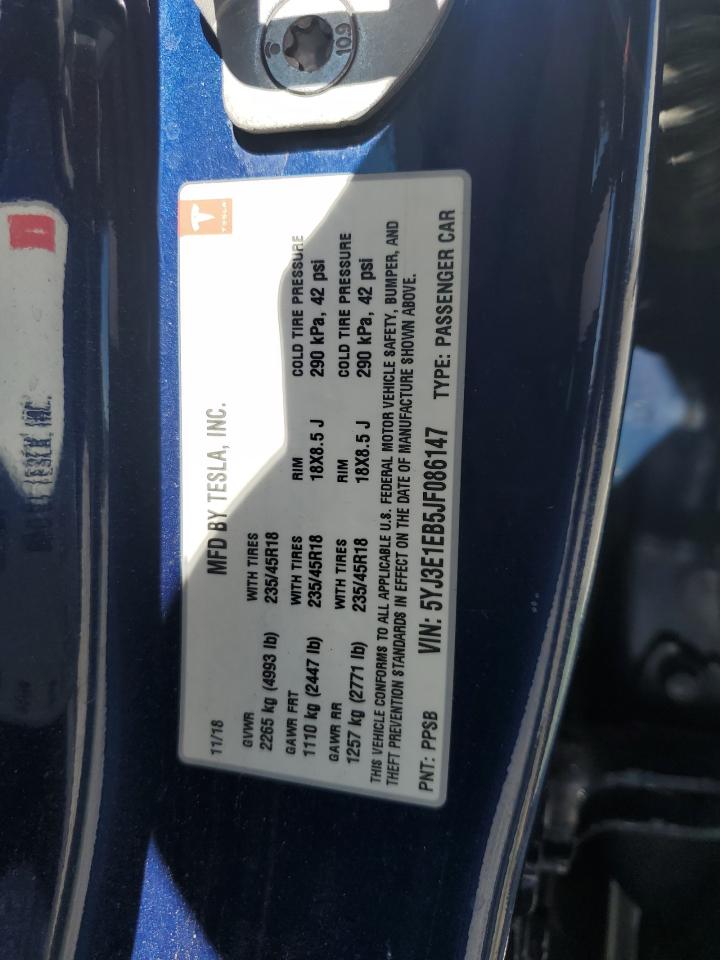 TESLA
MFD BY TESLA, INC.
11/18
GVWR WITH TIRES
2265 kg (4993 lb) 235/45R18
GAWR FRT WITH TIRES RIM COLD TIRE PRESSURE
1110 kg (2447 lb) 235/45R18 18X8.5 J 290 kPa, 42 psi
GAWR RR WITH TIRES RIM COLD TIRE PRESSURE
1257 kg (2771 lb) 235/45R18 18X8.5 J 290 kPa, 42 psi
THIS VEHICLE CONFORMS TO ALL APPLICABLE U.S. FEDERAL MOTOR VEHICLE SAFETY, BUMPER, AND
THEFT PREVENTION STANDARDS IN EFFECT ON THE DATE OF MANUFACTURE SHOWN ABOVE.
PNT: PPSB VIN: 5YJ3E1EB5JF086147 TYPE: PASSENGER CAR
10.9